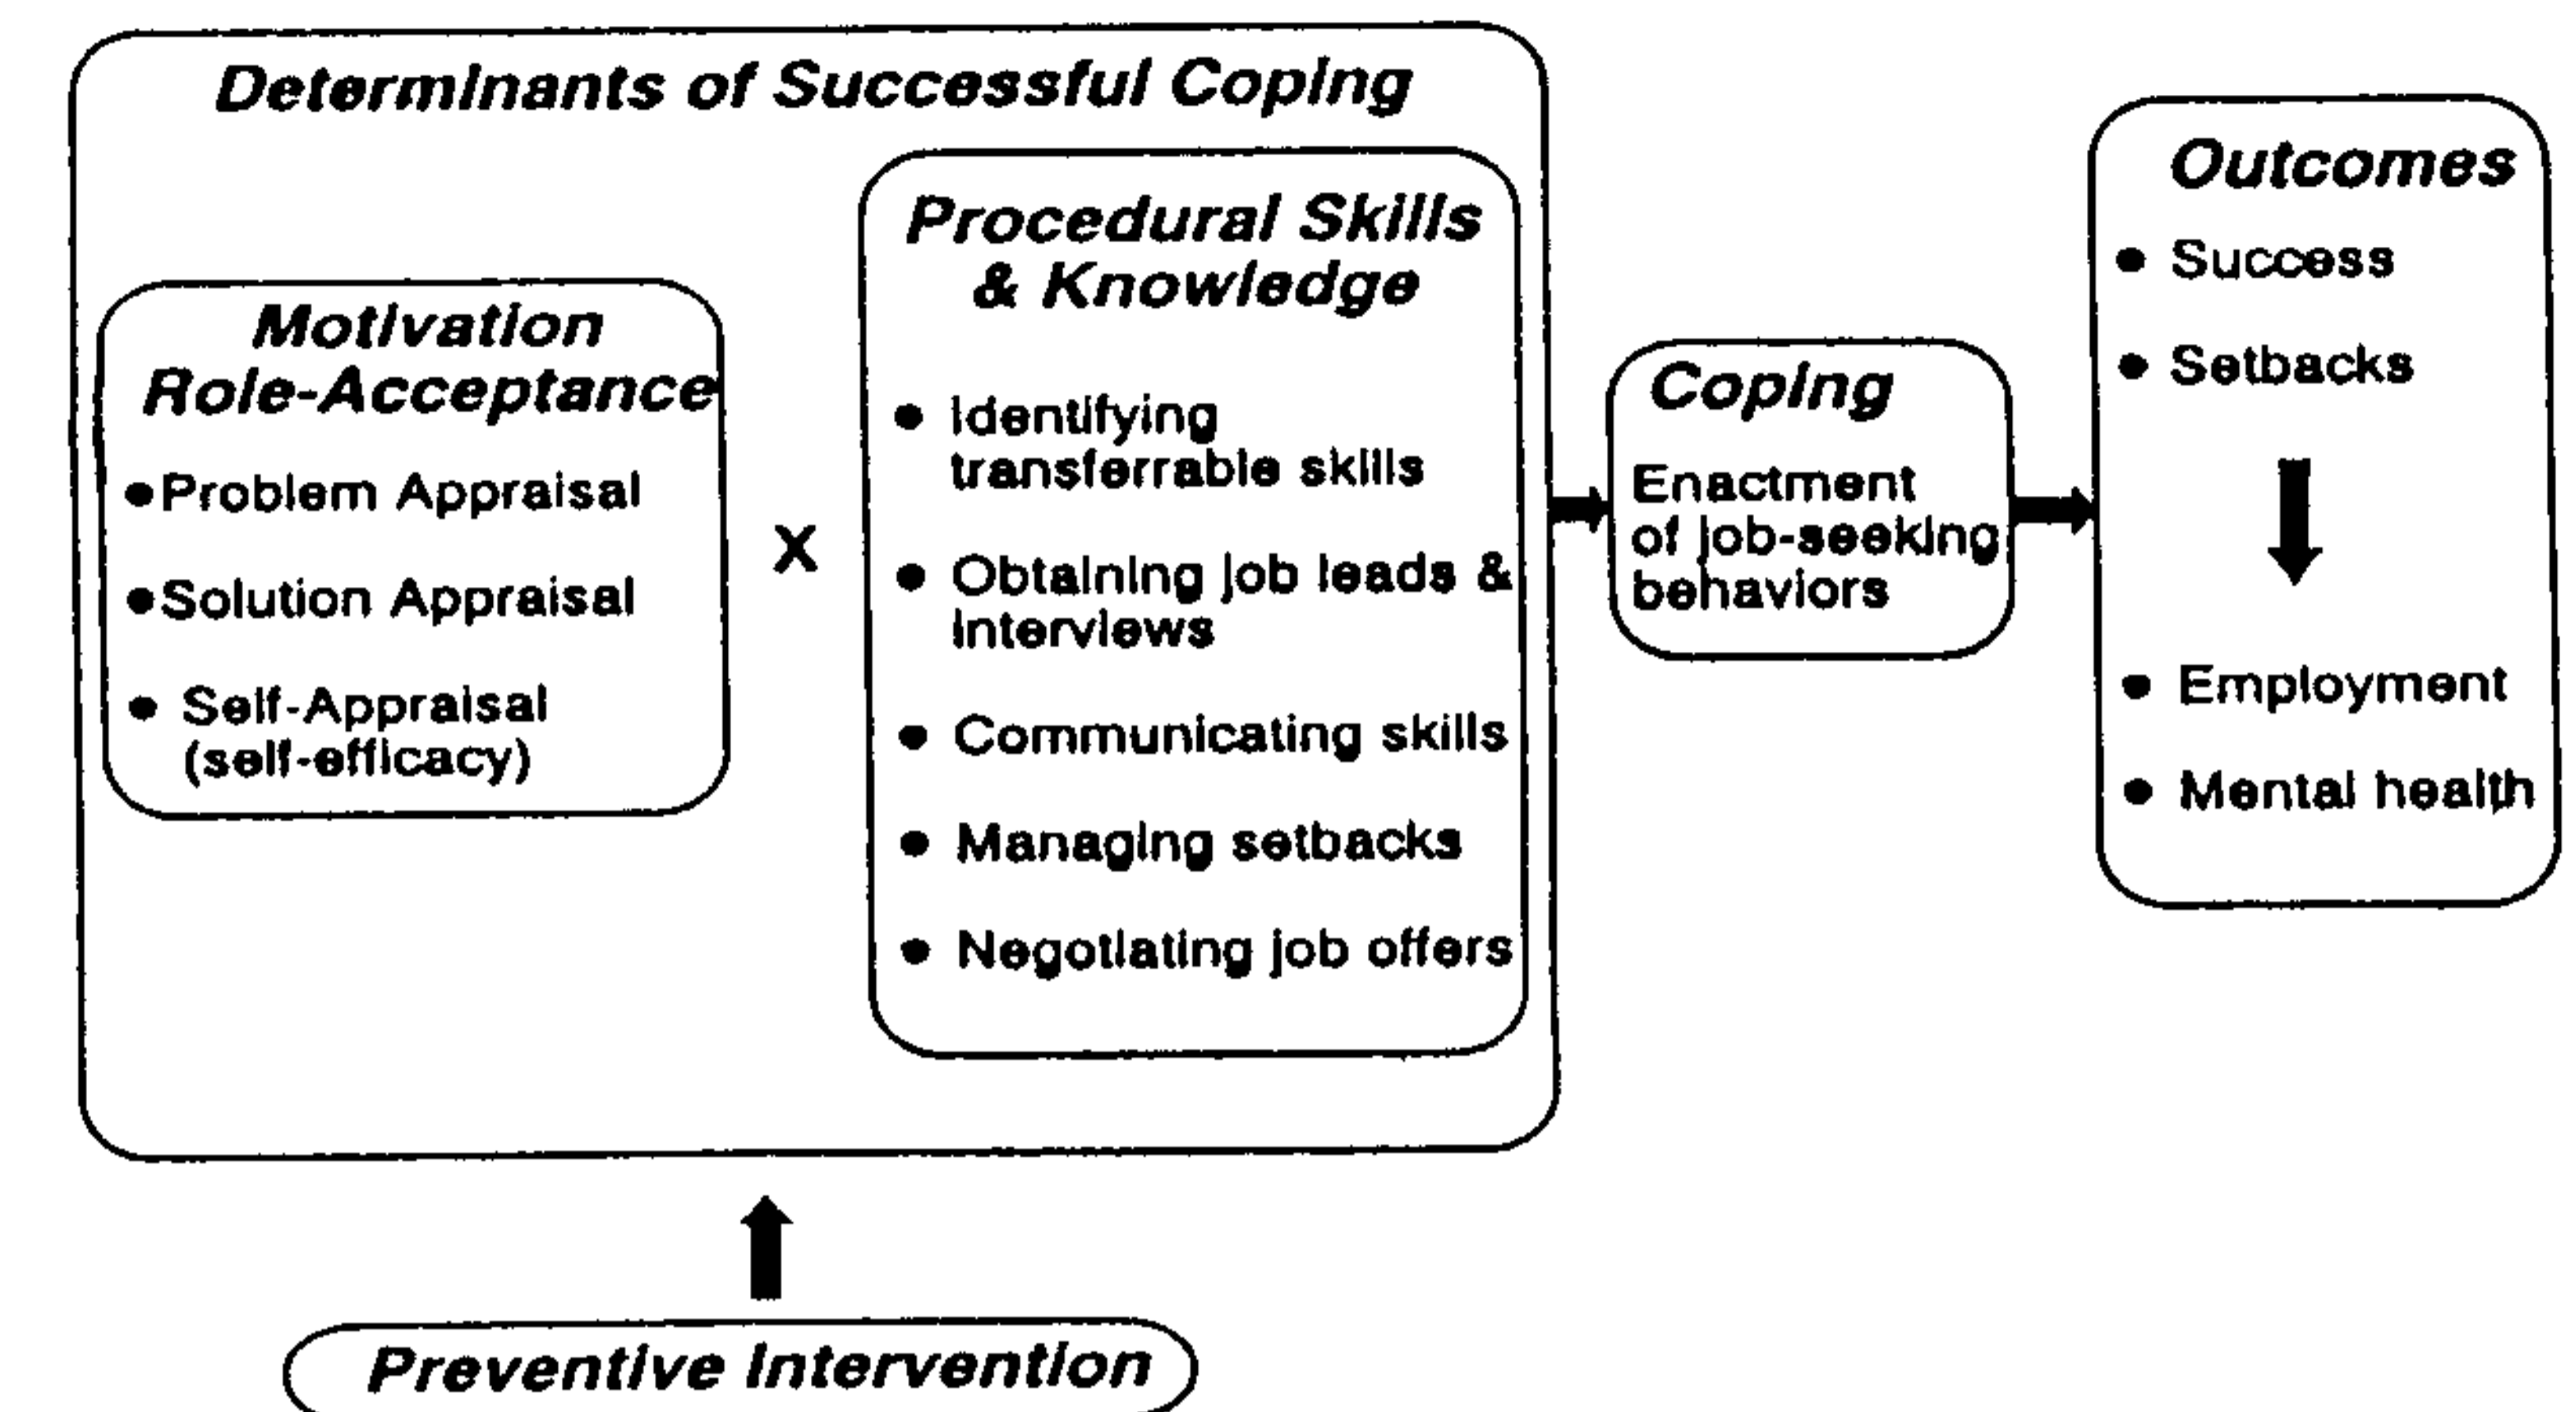 Determinants of Successful Coping
Motivation
Role-Acceptance
● Problem Appraisal
● Solution Appraisal
● Self-Appraisal
(self-efficacy)
X
Procedural Skills
& Knowledge
● Identifying
transferrable skills
● Obtaining job leads &
Interviews
● Communicating skills
● Managing setbacks
● Negotiating job offers
Coping
Enactment
of job-seeking
behaviors
Outcomes
● Success
● Setbacks
● Employment
● Mental health
Preventive Intervention